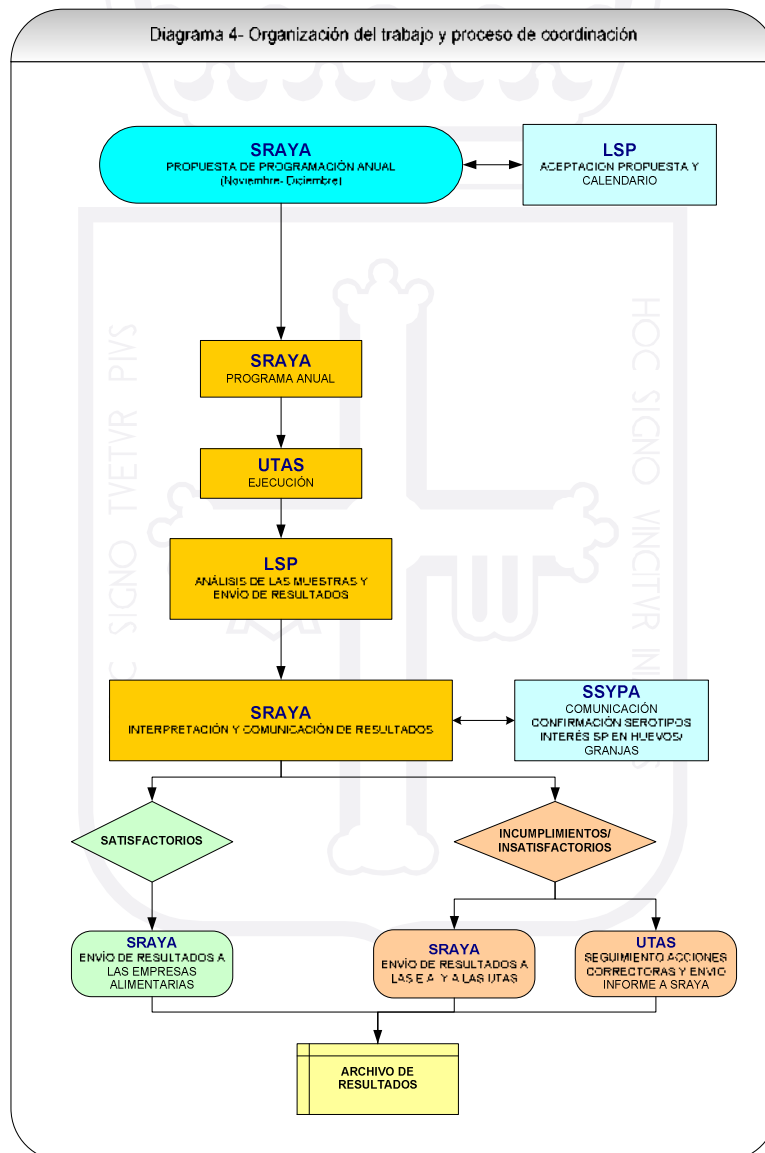 Diagrama 4- Organización del trabajo y proceso de coordinación
SRAYA
PROPUESTA DE PROGRAMACIÓN ANUAL
(Noviembre- Diciembre)
LSP
ACEPTACION PROPUESTA Y
CALENDARIO
SRAYA
PROGRAMA ANUAL
UTAS
EJECUCIÓN
LSP
ANÁLISIS DE LAS MUESTRAS Y
ENVÍO DE RESULTADOS
SRAYA
INTERPRETACIÓN Y COMUNICACIÓN DE RESULTADOS
SSYPA
COMUNICACIÓN
CONFIRMACIÓN SEROTIPOS
INTERÉS SP EN HUEVOS/
GRANJAS
SATISFACTORIOS
INCUMPLIMIENTOS/
INSATISFACTORIOS
SRAYA
ENVÍO DE RESULTADOS A
LAS EMPRESAS
ALIMENTARIAS
SRAYA
ENVÍO DE RESULTADOS A
LAS E.A. Y A LAS UTAS
UTAS
SEGUIMIENTO ACCIONES
CORRECTORAS Y ENVIO
INFORME A SRAYA
ARCHIVO DE
RESULTADOS
SIGNO TVETVR PIVS
HOC SIGNO VINCITVR